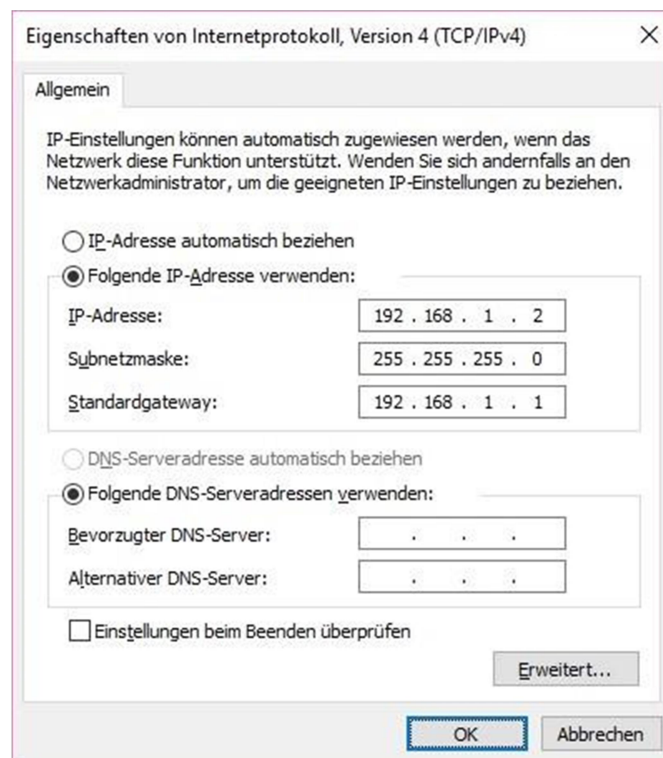 Eigenschaften von Internetprotokoll, Version 4 (TCP/IPv4)
Allgemein
IP-Einstellungen können automatisch zugewiesen werden, wenn das
Netzwerk diese Funktion unterstützt. Wenden Sie sich andernfalls an den
Netzwerkadministrator, um die geeigneten IP-Einstellungen zu beziehen.
IP-Adresse automatisch beziehen
Folgende IP-Adresse verwenden:
IP-Adresse: 192 . 168 . 1 . 2
Subnetzmaske: 255 . 255 . 255 . 0
Standardgateway: 192 . 168 . 1 . 1
DNS-Serveradresse automatisch beziehen
Folgende DNS-Serveradressen verwenden:
Bevorzugter DNS-Server: . . .
Alternativer DNS-Server: . . .
Einstellungen beim Beenden überprüfen
Erweitert...
OK Abbrechen